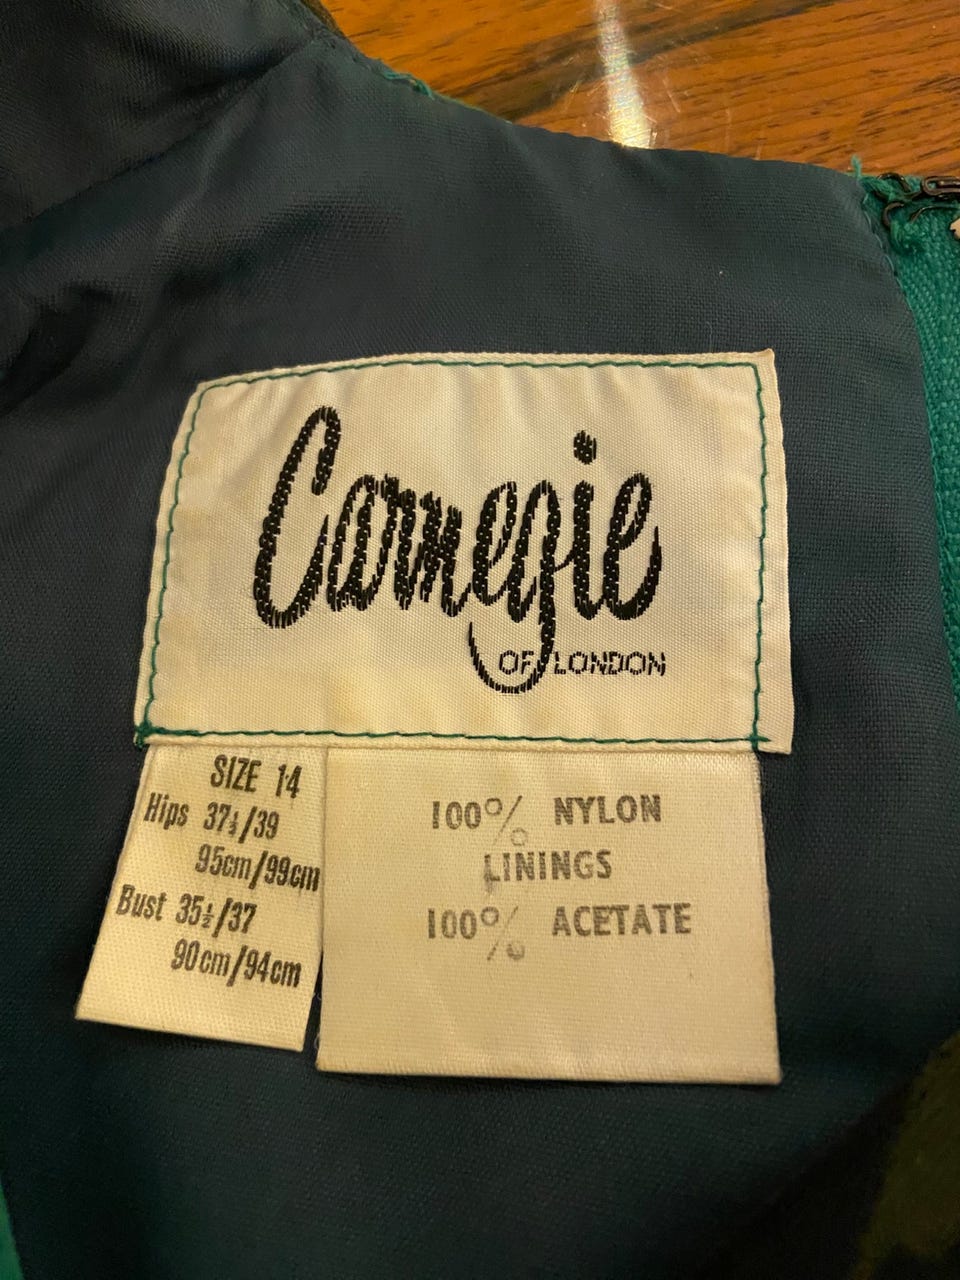 Carnegie
OF LONDON
SIZE 14
Hips 37½/39
95cm/99cm
Bust 35½/37
90cm/94cm
100% NYLON
LININGS
100% ACETATE